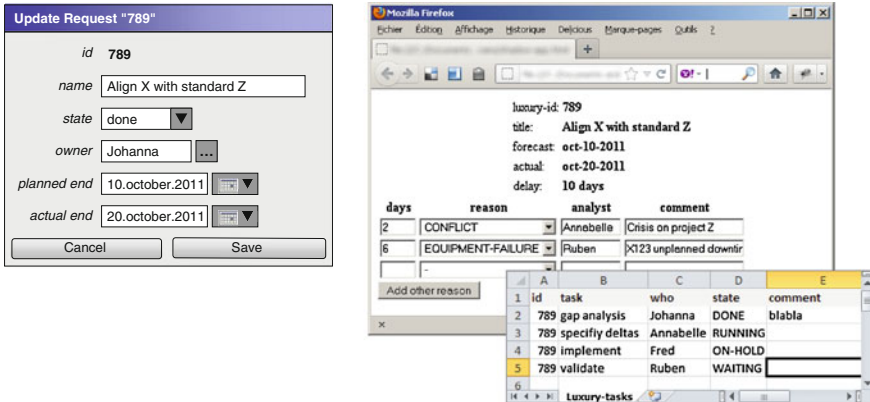 Update Request "789"
id 789
name Align X with standard Z
state done
owner Johanna ...
planned end 10.october.2011
actual end 20.october.2011
Cancel Save
Mozilla Firefox
Fichier Édition Affichage Historique Delicious Marque-pages Outils ?
luxury-id: 789
title: Align X with standard Z
forecast: oct-10-2011
actual: oct-20-2011
delay: 10 days
days reason analyst comment
2 CONFLICT Annabelle Crisis on project Z
6 EQUIPMENT-FAILURE Ruben X123 unplanned downtir
-
Add other reason
×
A B C D E
1 id task who state comment
2 789 gap analysis Johanna DONE blabla
3 789 specifiy deltas Annabelle RUNNING
4 789 implement Fred ON-HOLD
5 789 validate Ruben WAITING
6
Luxury-tasks